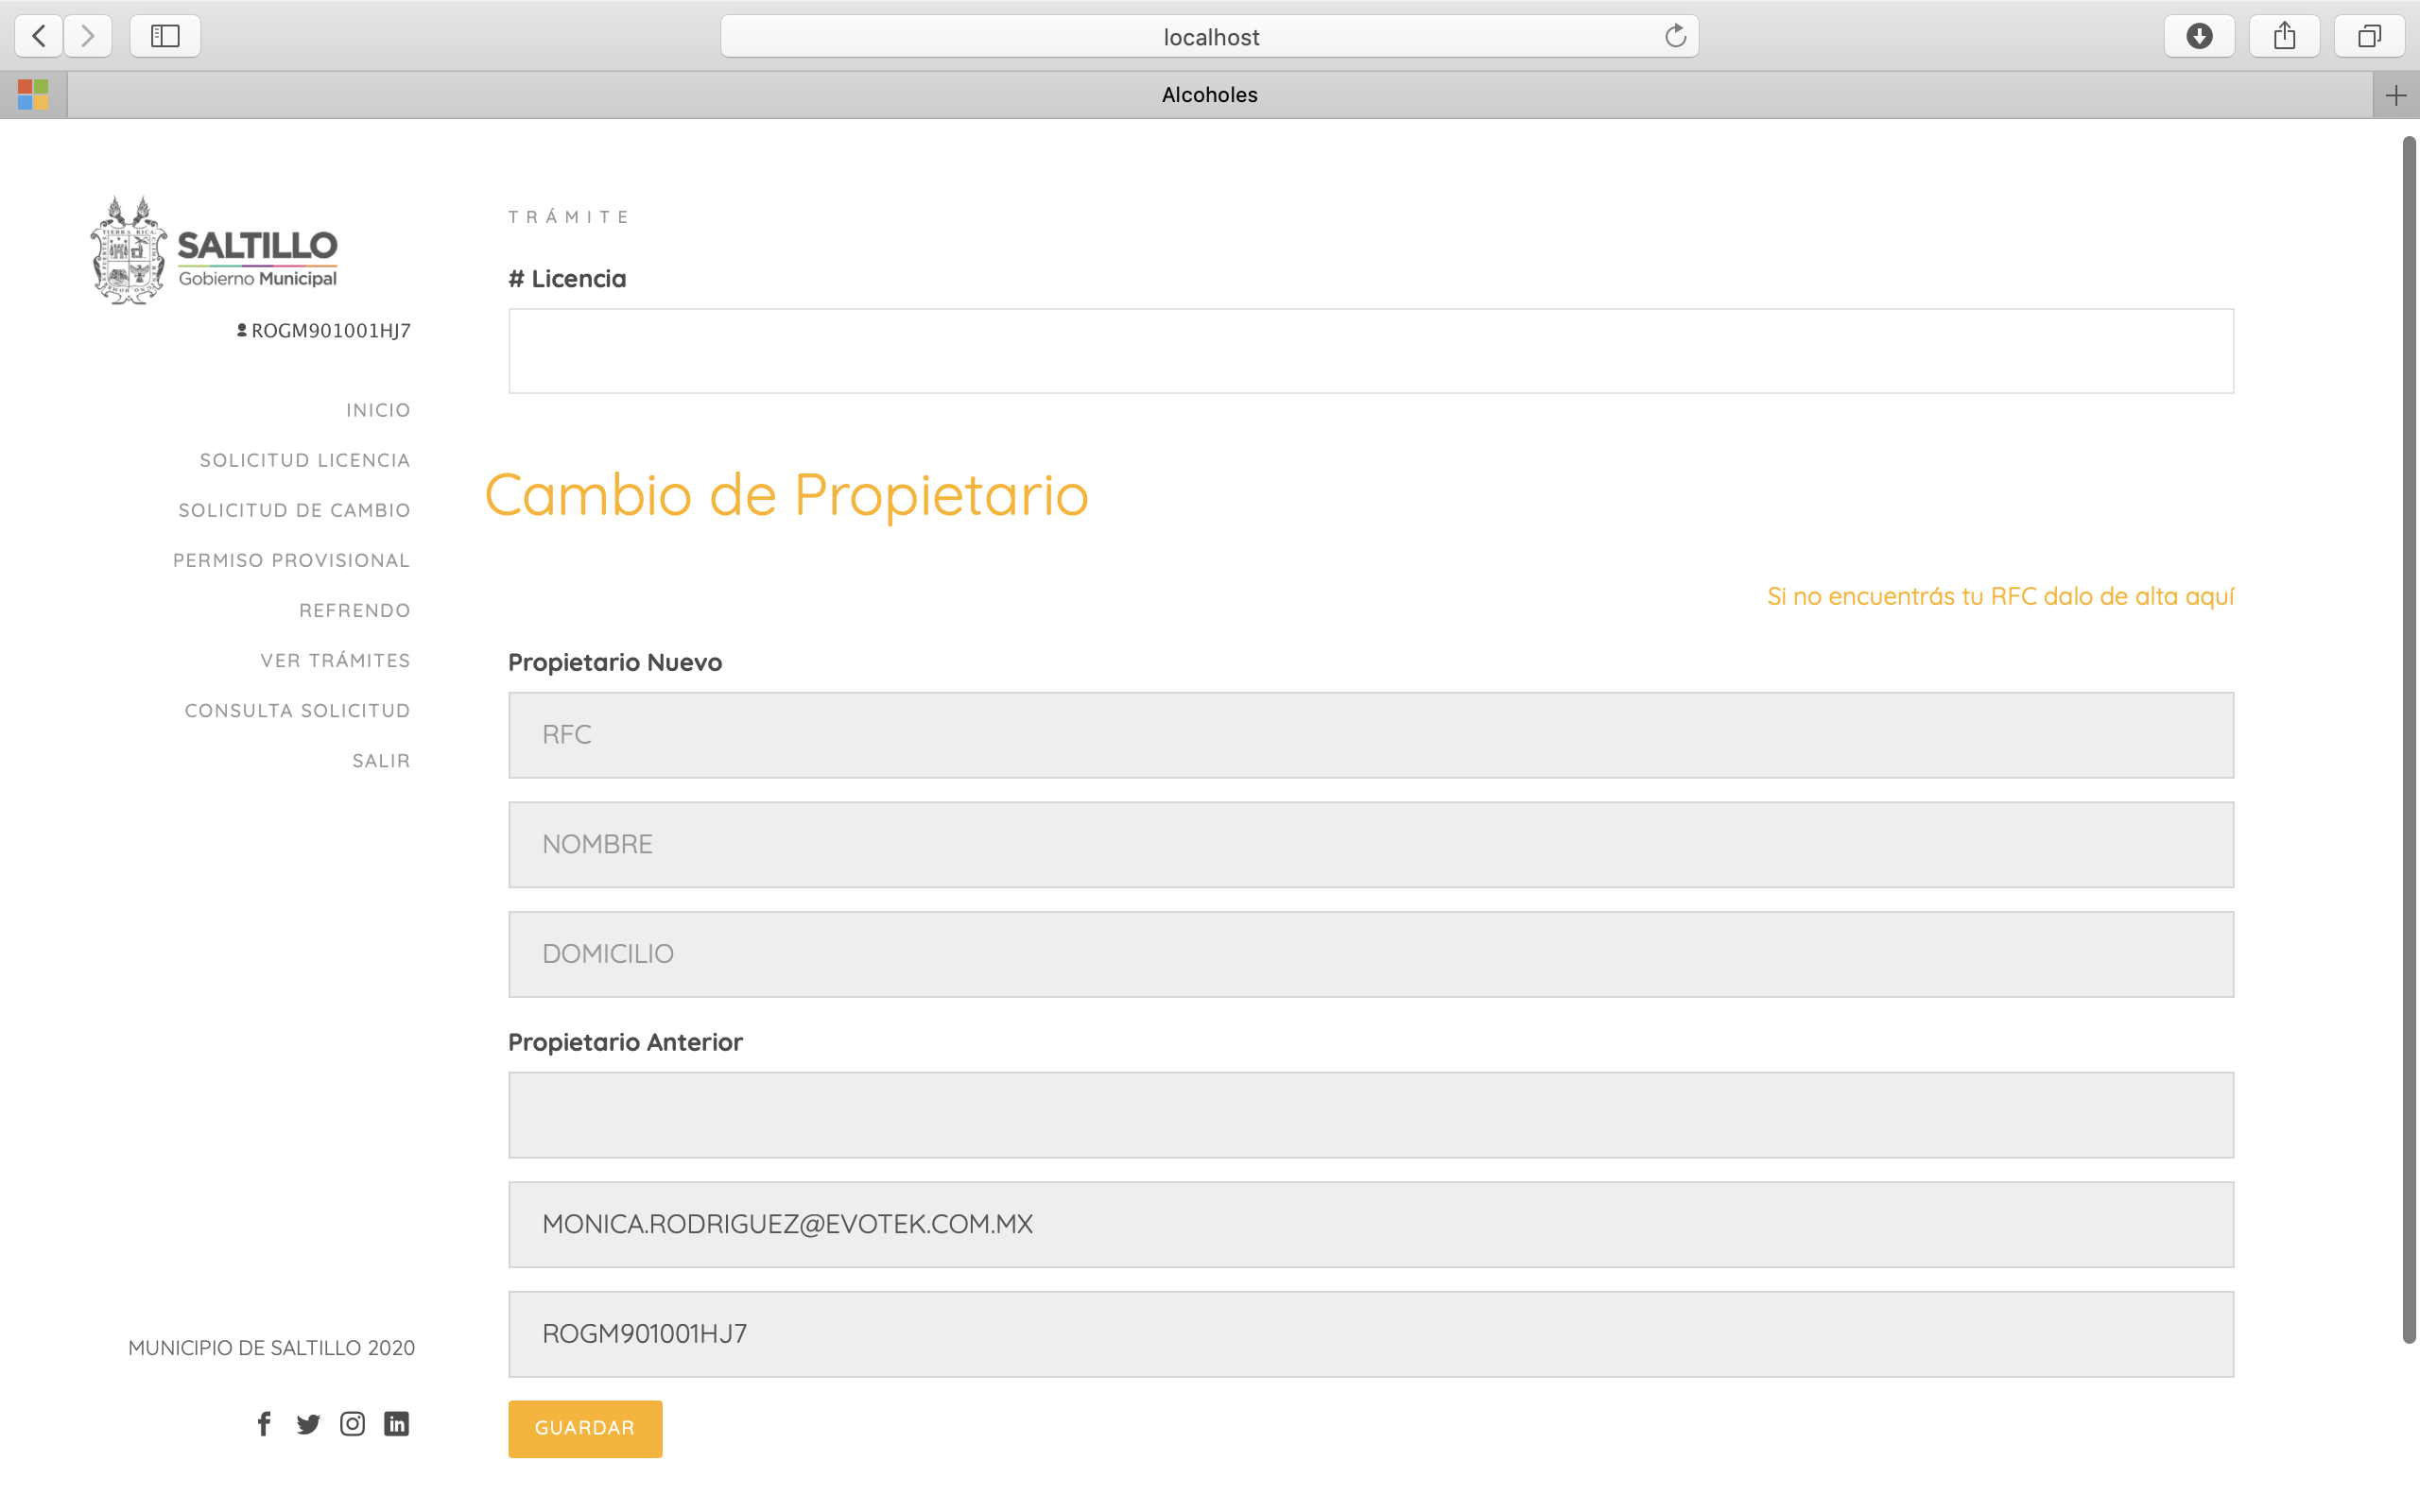 localhost
Alcoholes
SALTILLO
Gobierno Municipal
ROGM901001HJ7
INICIO
SOLICITUD LICENCIA
SOLICITUD DE CAMBIO
PERMISO PROVISIONAL
REFRENDO
VER TRÁMITES
CONSULTA SOLICITUD
SALIR
MUNICIPIO DE SALTILLO 2020
TRÁMITE
# Licencia
Cambio de Propietario
Si no encuentrás tu RFC dalo de alta aquí
Propietario Nuevo
RFC
NOMBRE
DOMICILIO
Propietario Anterior
MONICA.RODRIGUEZ@EVOTEK.COM.MX
ROGM901001HJ7
GUARDAR